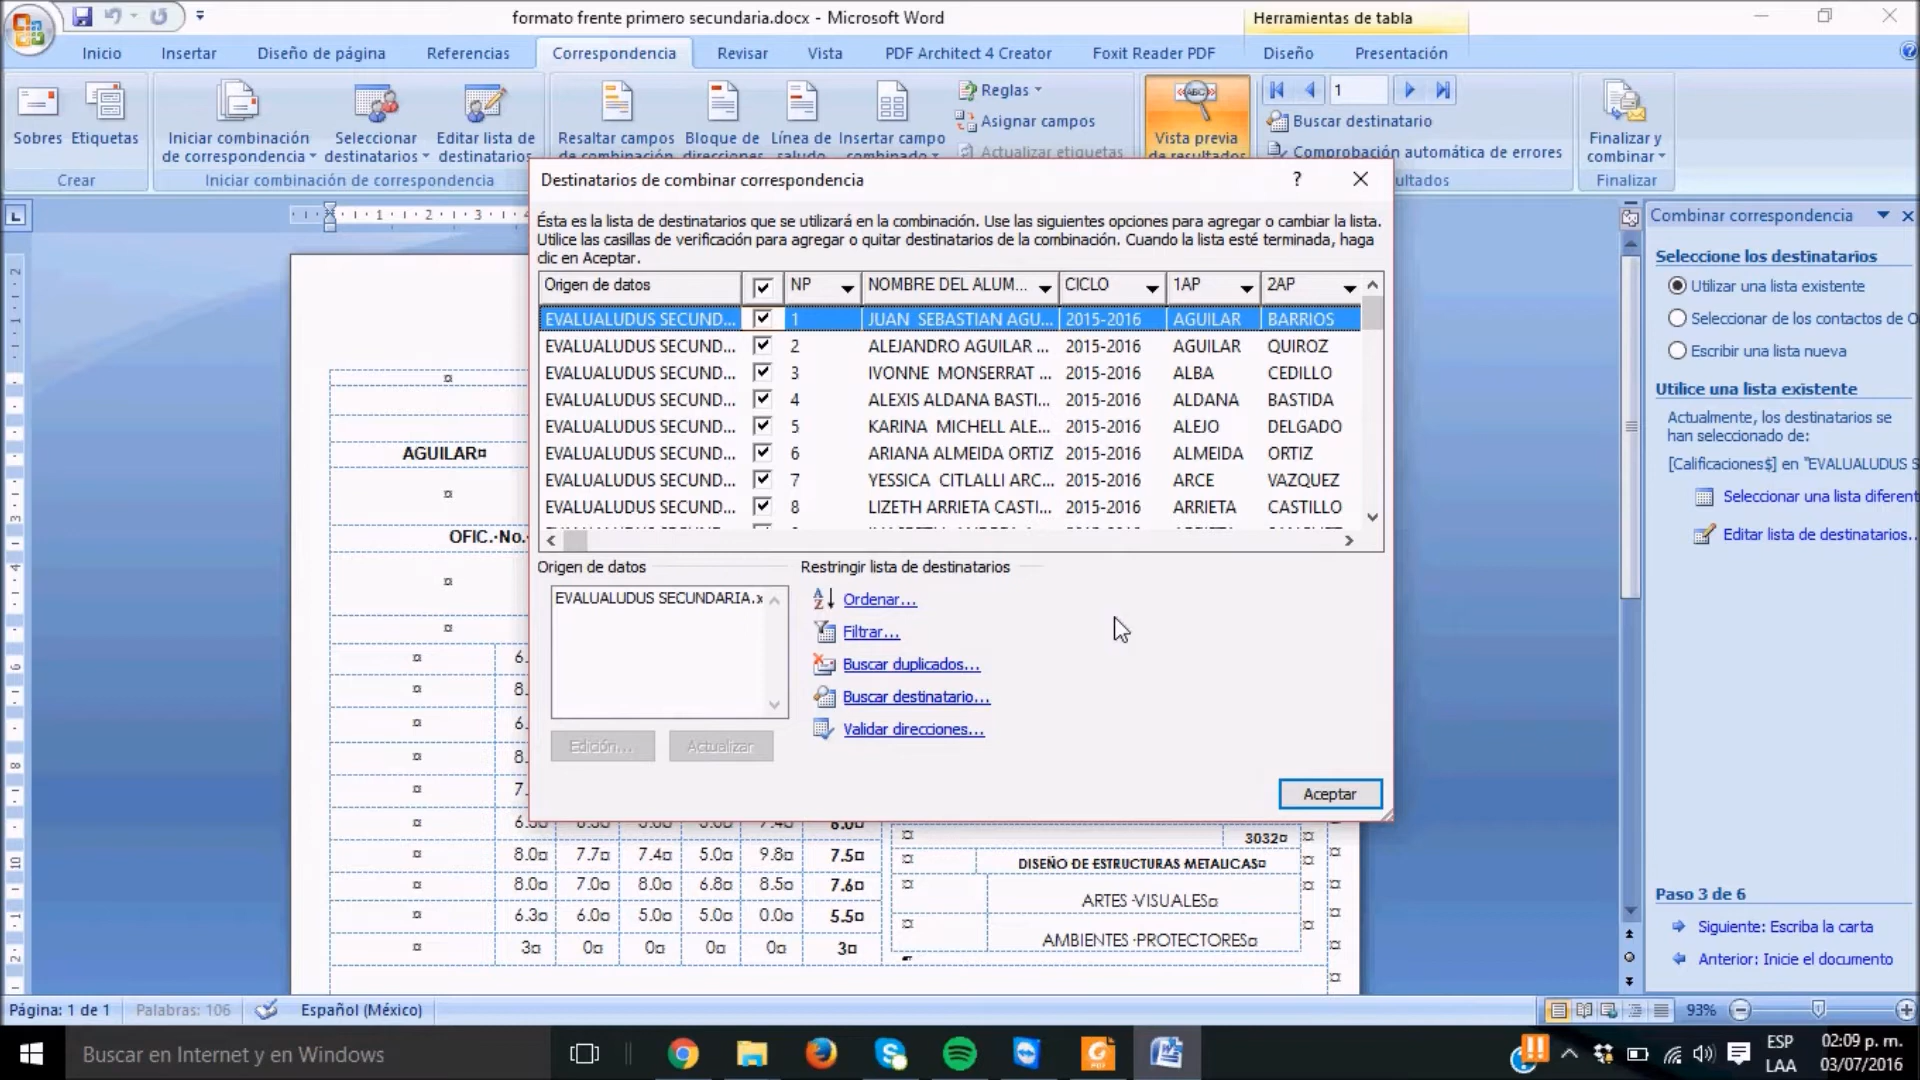 formato frente primero secundaria.docx - Microsoft Word
Herramientas de tabla
Inicio
Insertar
Diseño de página
Referencias
Correspondencia
Revisar
Vista
PDF Architect 4 Creator
Foxit Reader PDF
Diseño
Presentación
Sobres
Etiquetas
Iniciar combinación
de correspondencia
Seleccionar
destinatarios
Editar lista de
destinatarios
Resaltar campos
de combinación
Bloque de
direcciones
Línea de
saludo
Insertar campo
combinado
Reglas
Asignar campos
Actualizar etiquetas
ABC
Vista previa
de resultados
1
Buscar destinatario
Comprobación automática de errores
Finalizar y
combinar
Crear
Iniciar combinación de correspondencia
ultados
Finalizar
Destinatarios de combinar correspondencia
?
Ésta es la lista de destinatarios que se utilizará en la combinación. Use las siguientes opciones para agregar o cambiar la lista.
Utilice las casillas de verificación para agregar o quitar destinatarios de la combinación. Cuando la lista esté terminada, haga
clic en Aceptar.
Origen de datos NP NOMBRE DEL ALUM... CICLO 1AP 2AP
EVALUALUDUS SECUND... 1 JUAN SEBASTIAN AGU... 2015-2016 AGUILAR BARRIOS
EVALUALUDUS SECUND... 2 ALEJANDRO AGUILAR ... 2015-2016 AGUILAR QUIROZ
EVALUALUDUS SECUND... 3 IVONNE MONSERRAT ... 2015-2016 ALBA CEDILLO
EVALUALUDUS SECUND... 4 ALEXIS ALDANA BASTI... 2015-2016 ALDANA BASTIDA
EVALUALUDUS SECUND... 5 KARINA MICHELL ALE... 2015-2016 ALEJO DELGADO
EVALUALUDUS SECUND... 6 ARIANA ALMEIDA ORTIZ 2015-2016 ALMEIDA ORTIZ
EVALUALUDUS SECUND... 7 YESSICA CITLALLI ARC... 2015-2016 ARCE VAZQUEZ
EVALUALUDUS SECUND... 8 LIZETH ARRIETA CASTI... 2015-2016 ARRIETA CASTILLO
Origen de datos
EVALUALUDUS SECUNDARIA.x
Edición...
Actualizar
Restringir lista de destinatarios
Ordenar...
Filtrar...
Buscar duplicados...
Buscar destinatario...
Validar direcciones...
Aceptar
AGUILAR¤
OFIC.·No.·
6.
8.
6.
8.
7.
8.0¤ 7.7¤ 7.4¤ 5.0¤ 9.8¤ 7.5¤
8.0¤ 7.0¤ 8.0¤ 6.8¤ 8.5¤ 7.6¤
6.3¤ 6.0¤ 5.0¤ 5.0¤ 0.0¤ 5.5¤
3¤ 0¤ 0¤ 0¤ 0¤ 3¤
3032¤
DISEÑO DE ESTRUCTURAS METALICAS¤
ARTES ·VISUALES¤
AMBIENTES ·PROTECTORES¤
Combinar correspondencia
Seleccione los destinatarios
Utilizar una lista existente
Seleccionar de los contactos de O
Escribir una lista nueva
Utilice una lista existente
Actualmente, los destinatarios se
han seleccionado de:
[Calificaciones$] en "EVALUALUDUS S
Seleccionar una lista diferent
Editar lista de destinatarios..
Paso 3 de 6
Siguiente: Escriba la carta
Anterior: Inicie el documento
Página: 1 de 1
Palabras: 106
Español (México)
93%
Buscar en Internet y en Windows
ESP
LAA
02:09 p. m.
03/07/2016